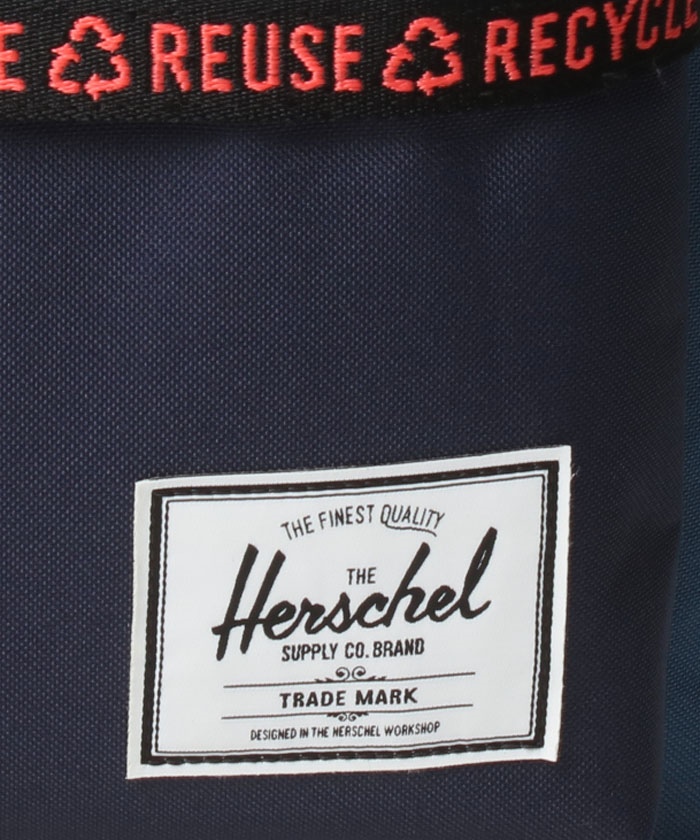 E REUSE RECYCLE
THE FINEST QUALITY
THE
Herschel
SUPPLY CO. BRAND
TRADE MARK
DESIGNED IN THE HERSCHEL WORKSHOP